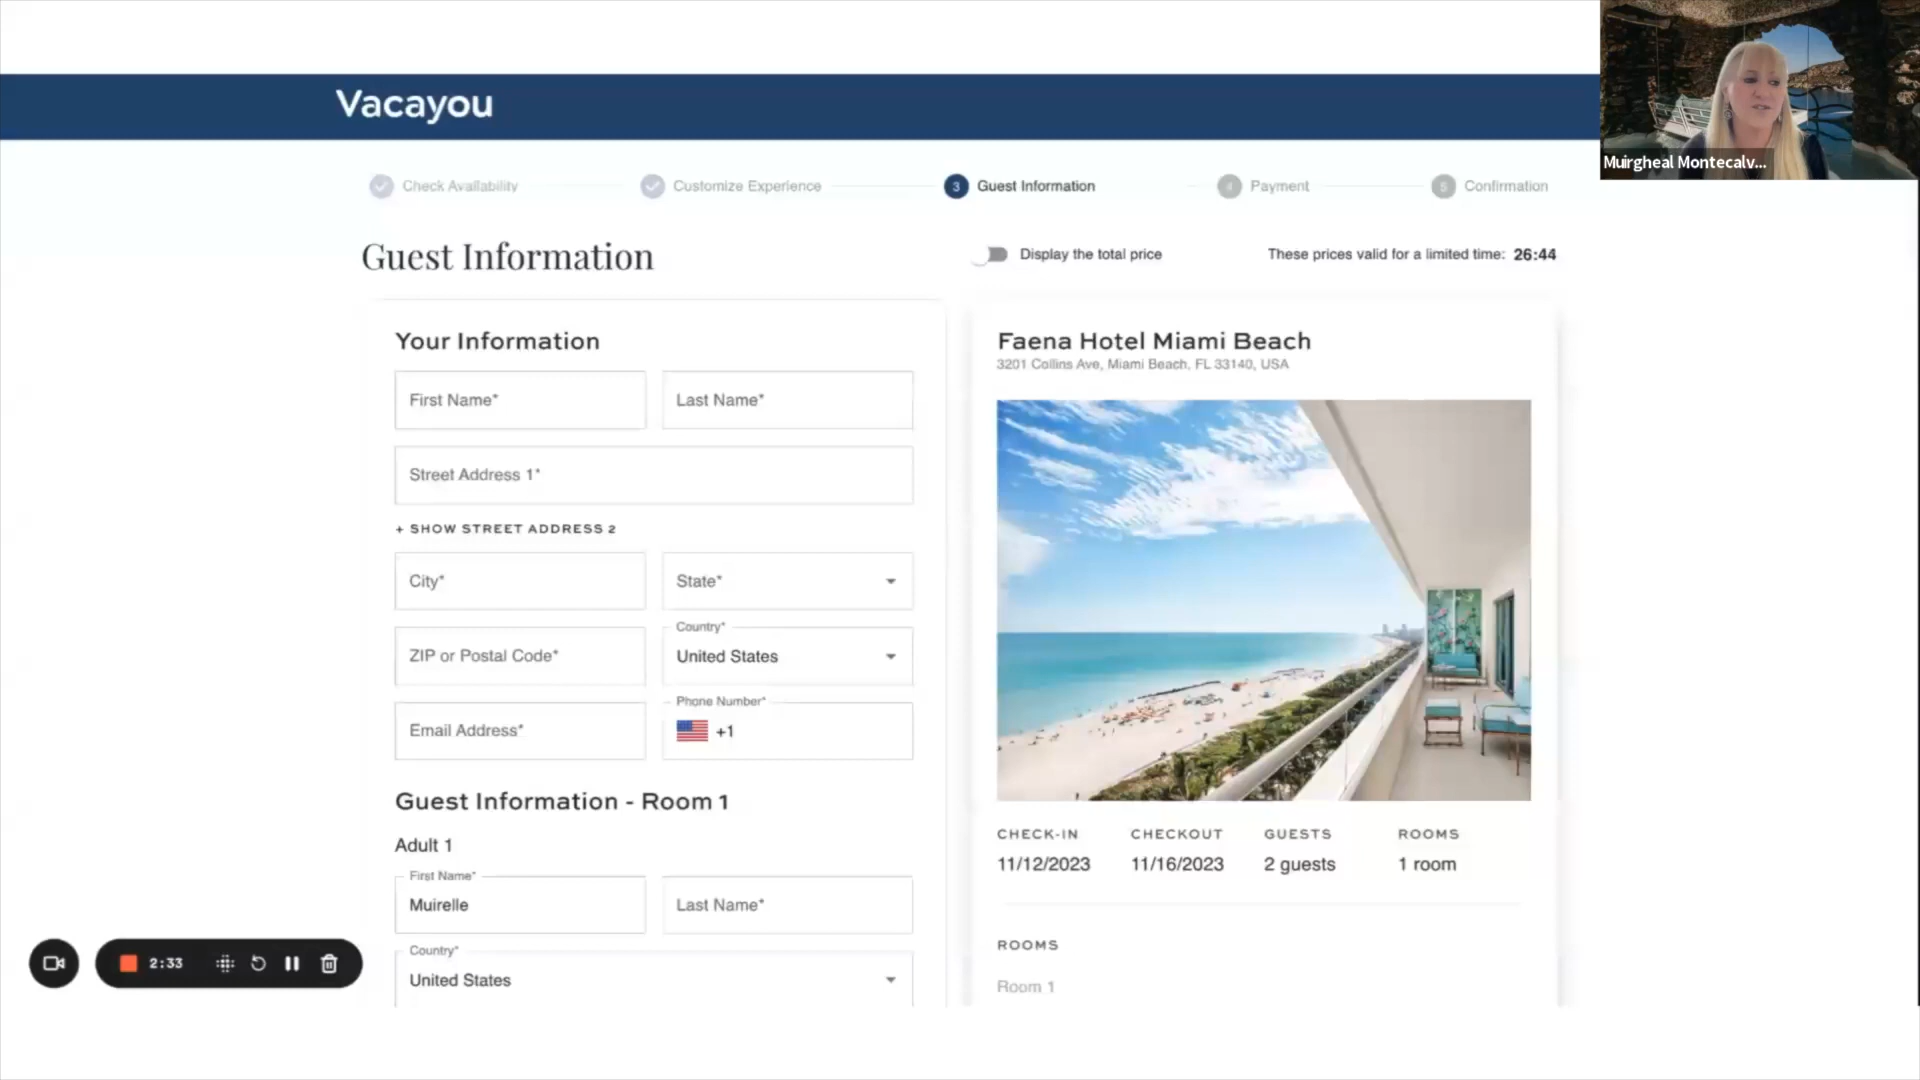 Vacayou
Muirgheal Montecalv...
Check Availability
Customize Experience
3 Guest Information
4 Payment
5 Confirmation
Guest Information
Display the total price
These prices valid for a limited time: 26:44
Your Information
First Name*
Last Name*
Street Address 1*
+ SHOW STREET ADDRESS 2
City*
State*
ZIP or Postal Code*
Country*
United States
Email Address*
Phone Number*
+1
Guest Information - Room 1
Adult 1
First Name*
Muirelle
Last Name*
Country*
United States
Faena Hotel Miami Beach
3201 Collins Ave, Miami Beach, FL 33140, USA
CHECK-IN
CHECKOUT
GUESTS
ROOMS
11/12/2023
11/16/2023
2 guests
1 room
ROOMS
Room 1
2:33